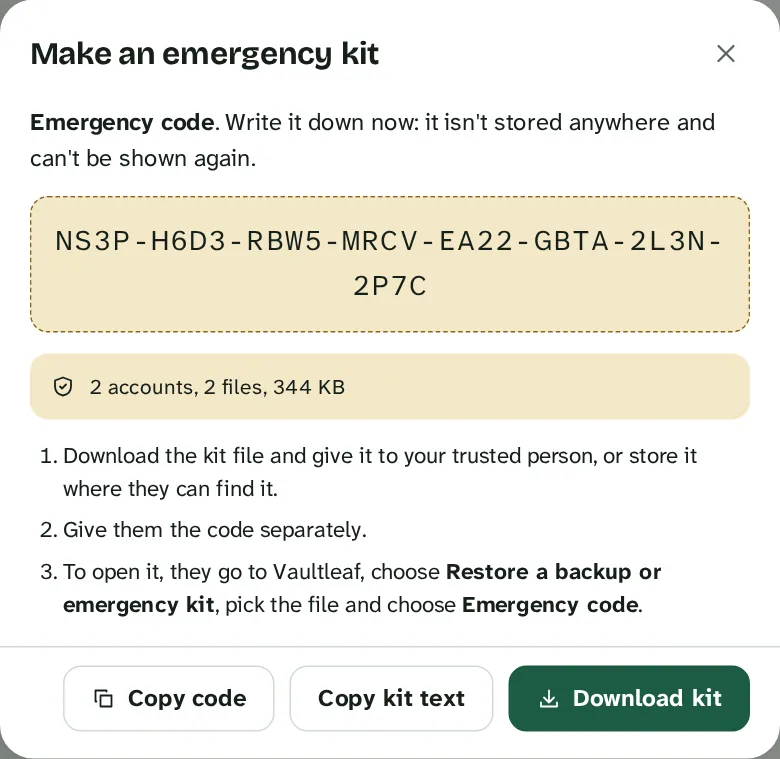 Make an emergency kit
Emergency code. Write it down now: it isn't stored anywhere and
can't be shown again.
NS3P-H6D3-RBW5-MRCV-EA22-GBTA-2L3N-
2P7C
2 accounts, 2 files, 344 KB
1. Download the kit file and give it to your trusted person, or store it
where they can find it.
2. Give them the code separately.
3. To open it, they go to Vaultleaf, choose Restore a backup or
emergency kit, pick the file and choose Emergency code.
Copy code
Copy kit text
Download kit